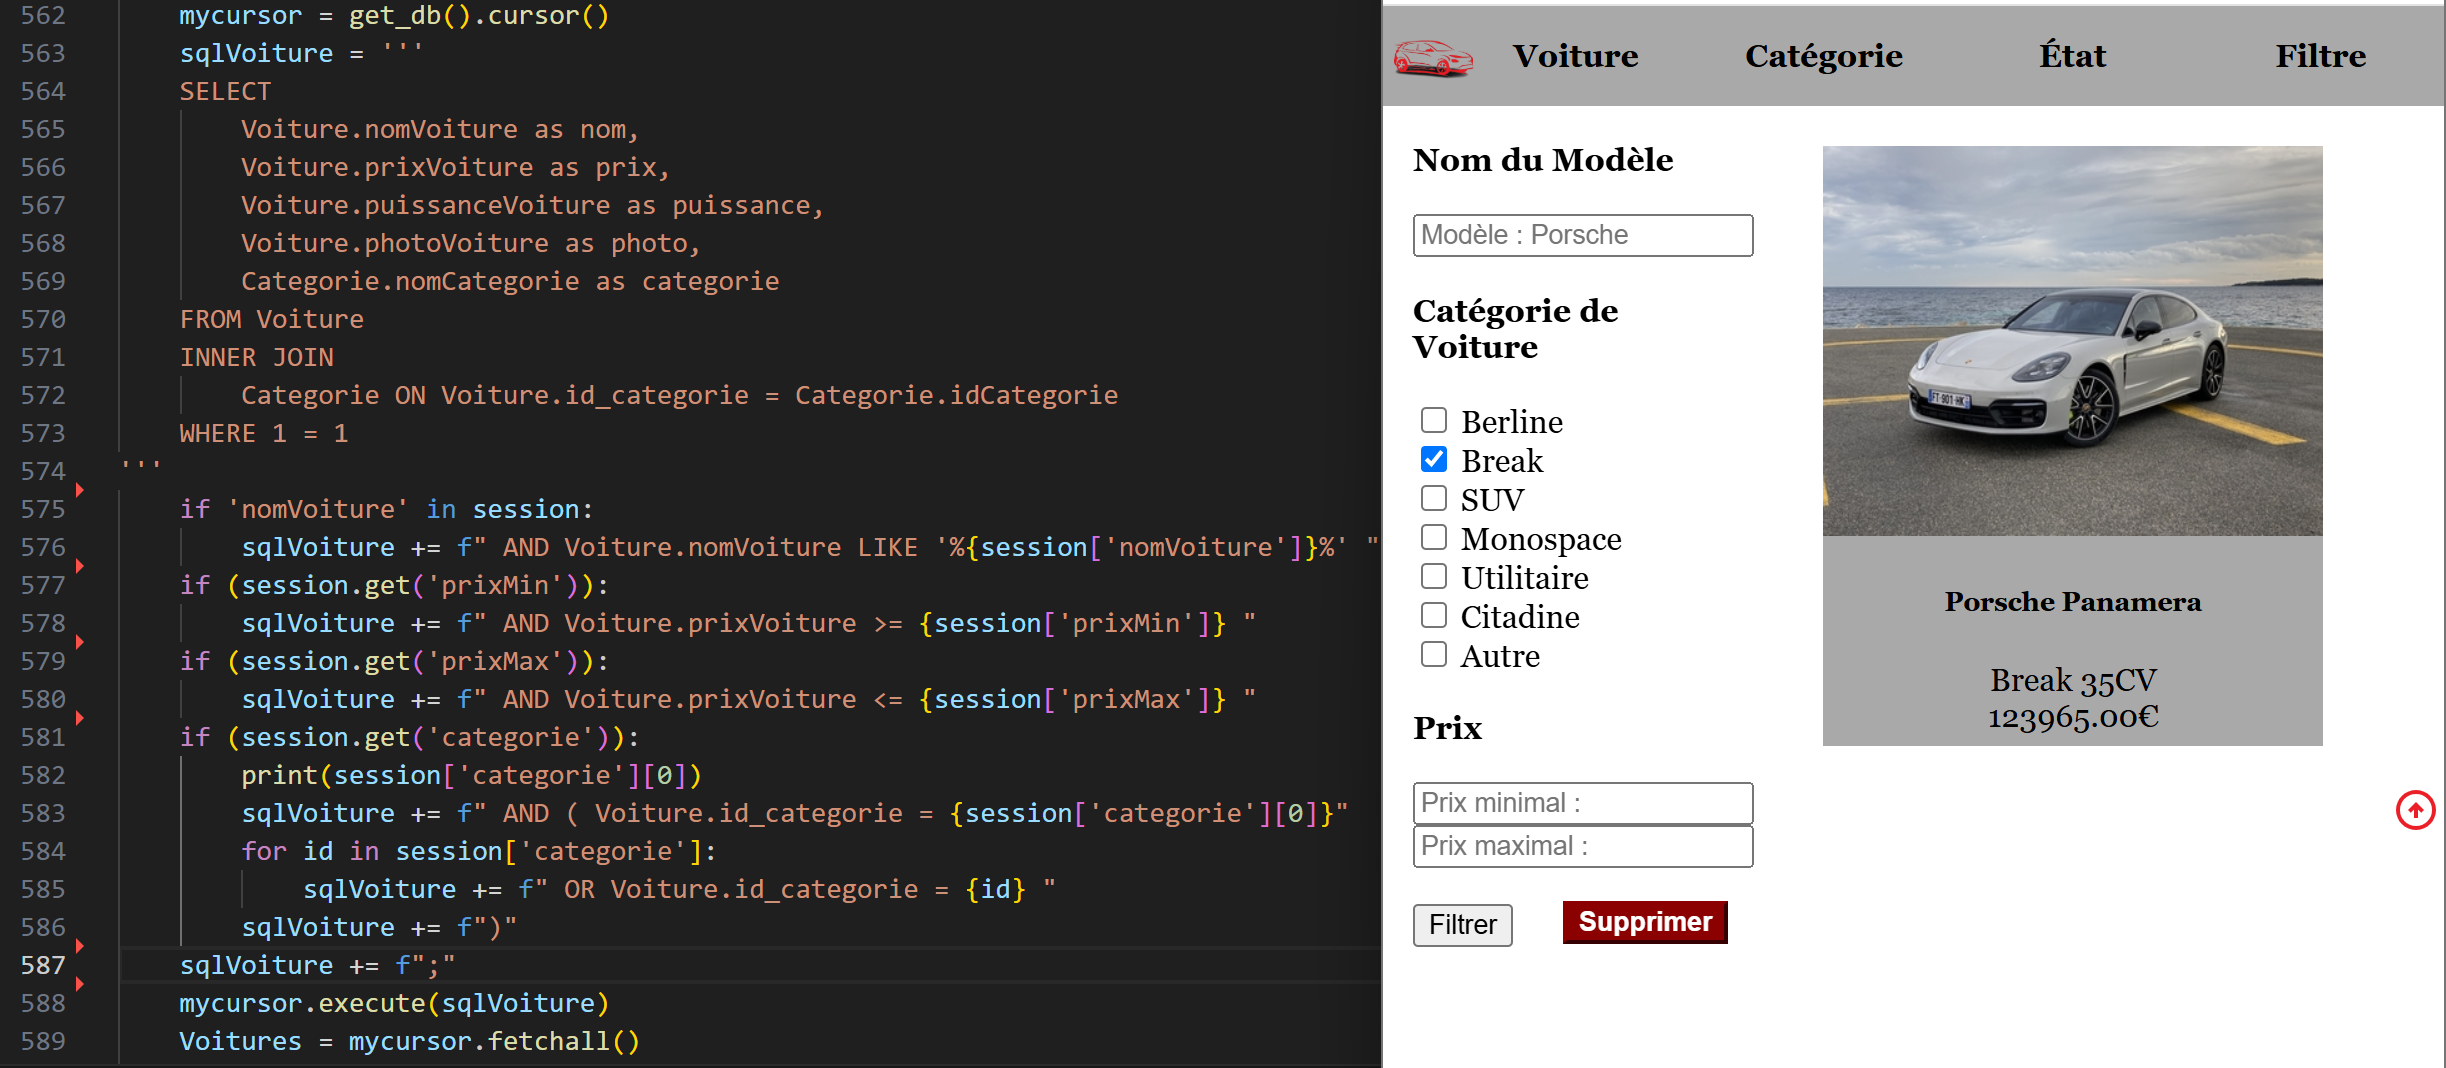 562 mycursor = get_db().cursor()
563 sqlVoiture = '''
564 SELECT
565 Voiture.nomVoiture as nom,
566 Voiture.prixVoiture as prix,
567 Voiture.puissanceVoiture as puissance,
568 Voiture.photoVoiture as photo,
569 Categorie.nomCategorie as categorie
570 FROM Voiture
571 INNER JOIN
572 Categorie ON Voiture.id_categorie = Categorie.idCategorie
573 WHERE 1 = 1
574 '''
575 if 'nomVoiture' in session:
576 sqlVoiture += f" AND Voiture.nomVoiture LIKE '%{session['nomVoiture']}%' "
577 if (session.get('prixMin')):
578 sqlVoiture += f" AND Voiture.prixVoiture >= {session['prixMin']} "
579 if (session.get('prixMax')):
580 sqlVoiture += f" AND Voiture.prixVoiture <= {session['prixMax']} "
581 if (session.get('categorie')):
582 print(session['categorie'][0])
583 sqlVoiture += f" AND ( Voiture.id_categorie = {session['categorie'][0]}"
584 for id in session['categorie']:
585 sqlVoiture += f" OR Voiture.id_categorie = {id} "
586 sqlVoiture += f")"
587 sqlVoiture += f";"
588 mycursor.execute(sqlVoiture)
589 Voitures = mycursor.fetchall()
Voiture Catégorie État Filtre
Nom du Modèle
Modèle : Porsche
Catégorie de
Voiture
Berline
Break
SUV
Monospace
Utilitaire
Citadine
Autre
Prix
Prix minimal :
Prix maximal :
Filtrer Supprimer
FT-901-HK
Porsche Panamera
Break 35CV
123965.00€